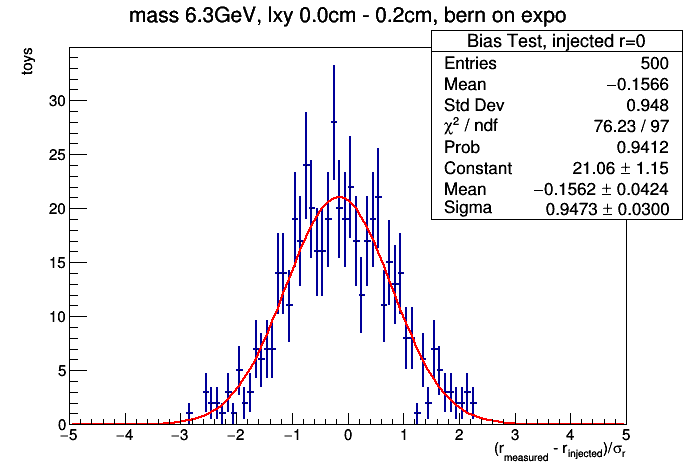 mass 6.3GeV, lxy 0.0cm - 0.2cm, bern on expo
Bias Test, injected r=0
Entries 500
Mean −0.1566
Std Dev 0.948
χ² / ndf 76.23 / 97
Prob 0.9412
Constant 21.06 ± 1.15
Mean −0.1562 ± 0.0424
Sigma 0.9473 ± 0.0300
toys
30
25
20
15
10
5
0
−5 −4 −3 −2 −1 0 1 2 3 4 5
(r_measured - r_injected)/σ_r